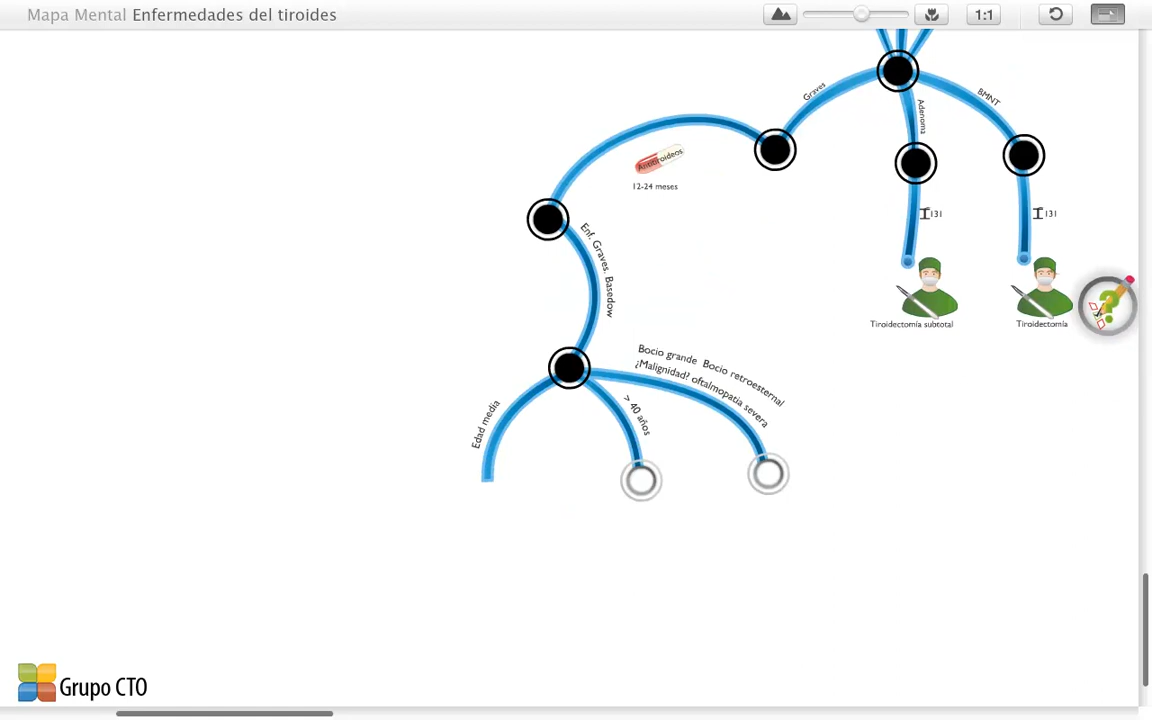 Mapa Mental Enfermedades del tiroides
1:1
Graves
Adenoma
BMNT
Antitiroideos
12-24 meses
I 131
I 131
Enf. Graves. Basedow
Tiroidectomía subtotal
Tiroidectomía
Bocio grande Bocio retroesternal
¿Malignidad? oftalmopatia severa
> 40 años
Edad media
Grupo CTO